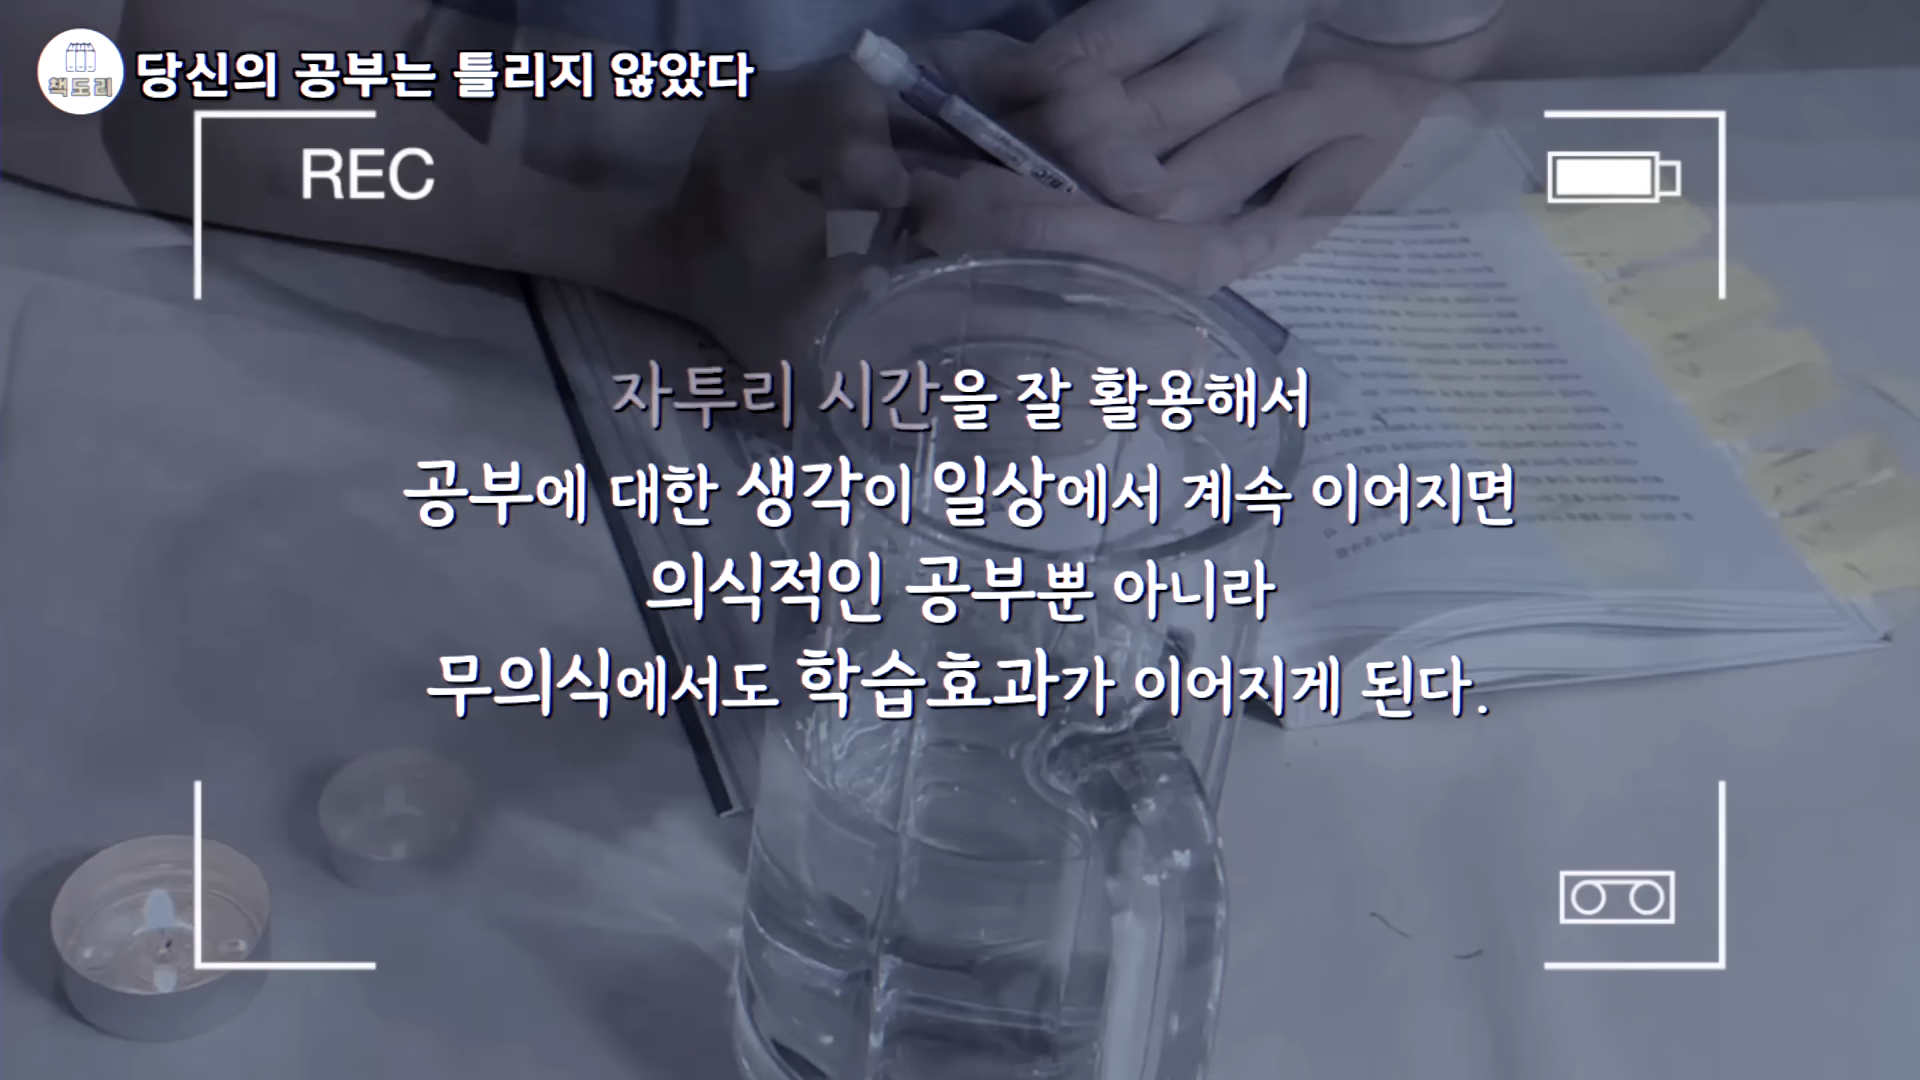 책도리
당신의 공부는 틀리지 않았다
REC
자투리 시간을 잘 활용해서
공부에 대한 생각이 일상에서 계속 이어지면
의식적인 공부뿐 아니라
무의식에서도 학습효과가 이어지게 된다.